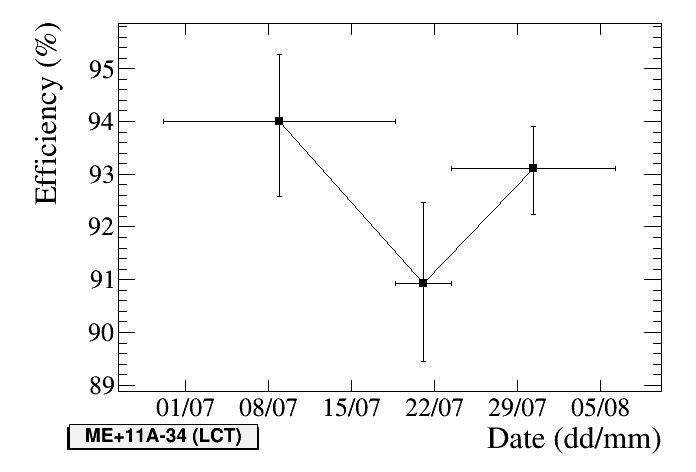 Efficiency (%)
95
94
93
92
91
90
89
01/07 08/07 15/07 22/07 29/07 05/08
ME+11A-34 (LCT)
Date (dd/mm)